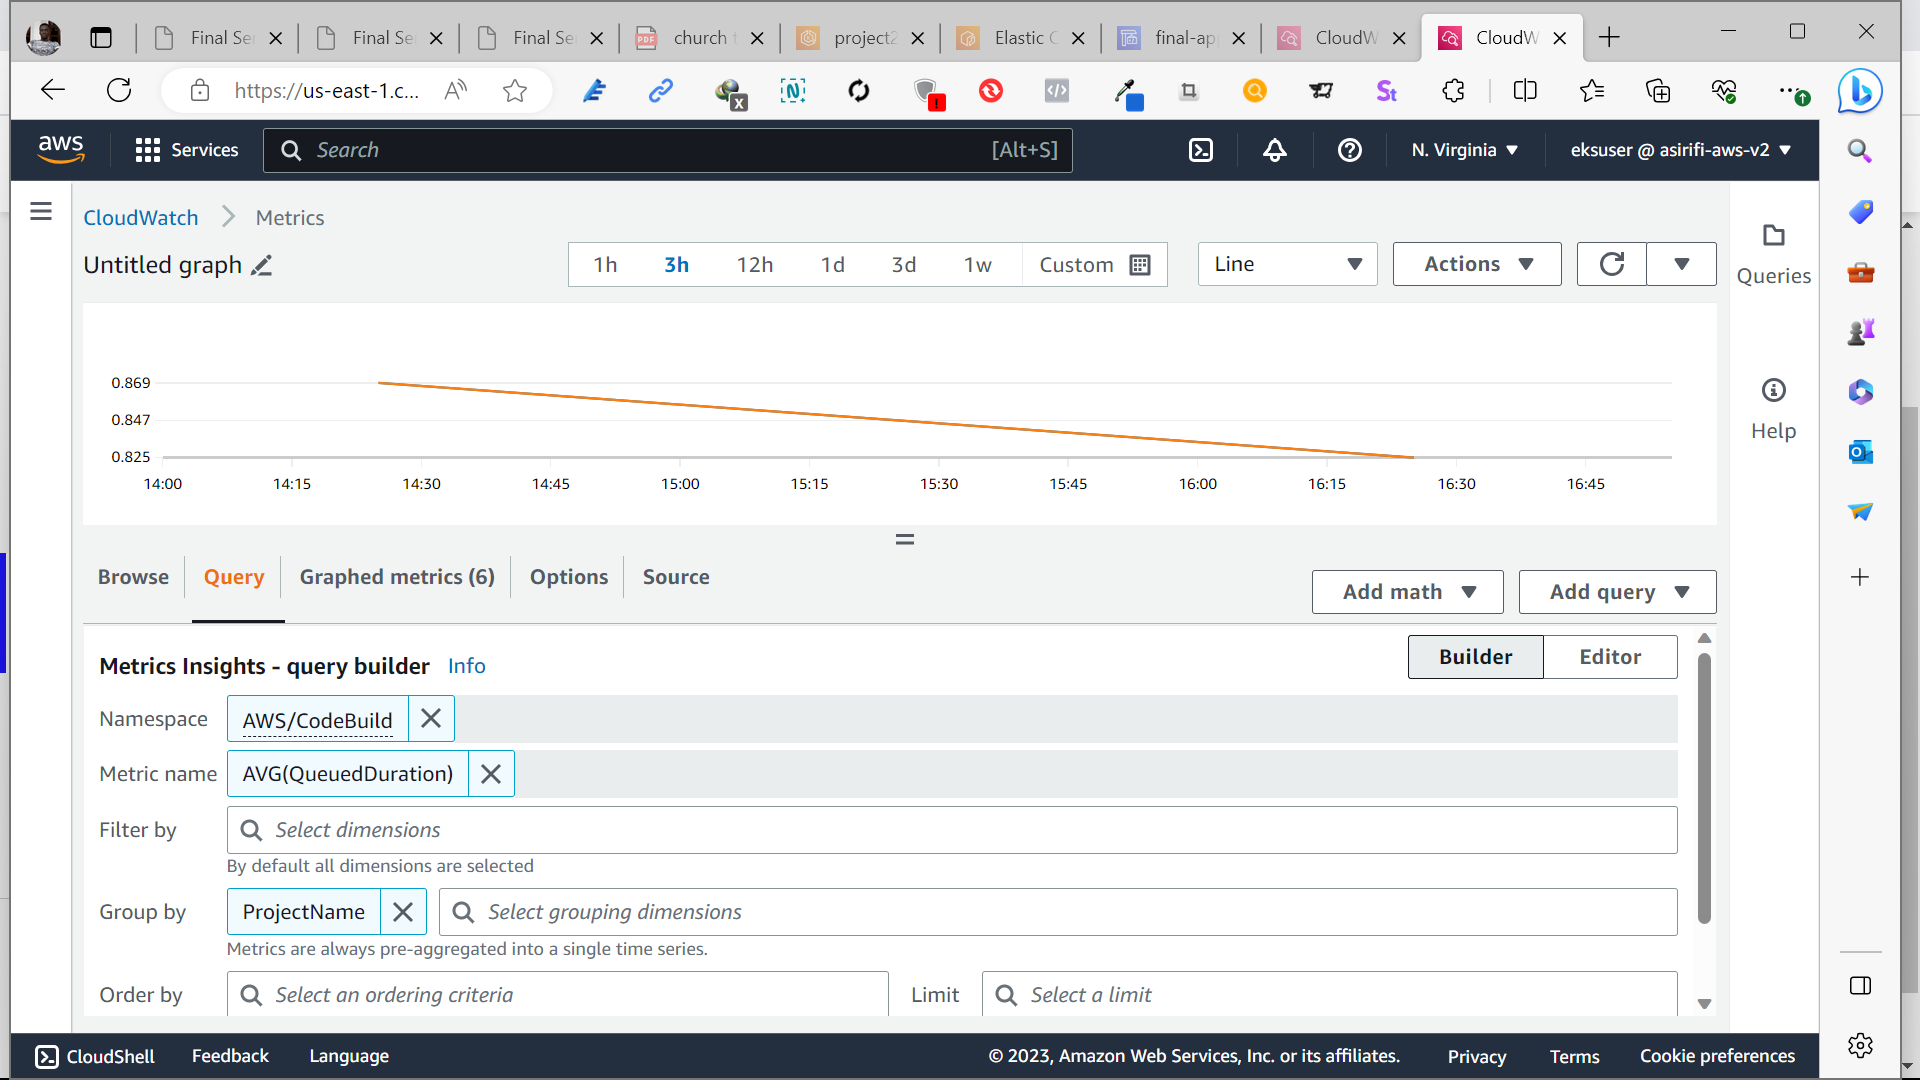 Final Se
Final Se
Final Se
church t
project2
Elastic C
final-ap
CloudW
CloudW
https://us-east-1.c...
aws
Services
Search
[Alt+S]
N. Virginia
eksuser @ asirifi-aws-v2
CloudWatch
Metrics
Untitled graph
1h
3h
12h
1d
3d
1w
Custom
Line
Actions
Queries
Help
0.869
0.847
0.825
14:00
14:15
14:30
14:45
15:00
15:15
15:30
15:45
16:00
16:15
16:30
16:45
Browse
Query
Graphed metrics (6)
Options
Source
Add math
Add query
Metrics Insights - query builder
Info
Builder
Editor
Namespace
AWS/CodeBuild
Metric name
AVG(QueuedDuration)
Filter by
Select dimensions
By default all dimensions are selected
Group by
ProjectName
Select grouping dimensions
Metrics are always pre-aggregated into a single time series.
Order by
Select an ordering criteria
Limit
Select a limit
CloudShell
Feedback
Language
© 2023, Amazon Web Services, Inc. or its affiliates.
Privacy
Terms
Cookie preferences